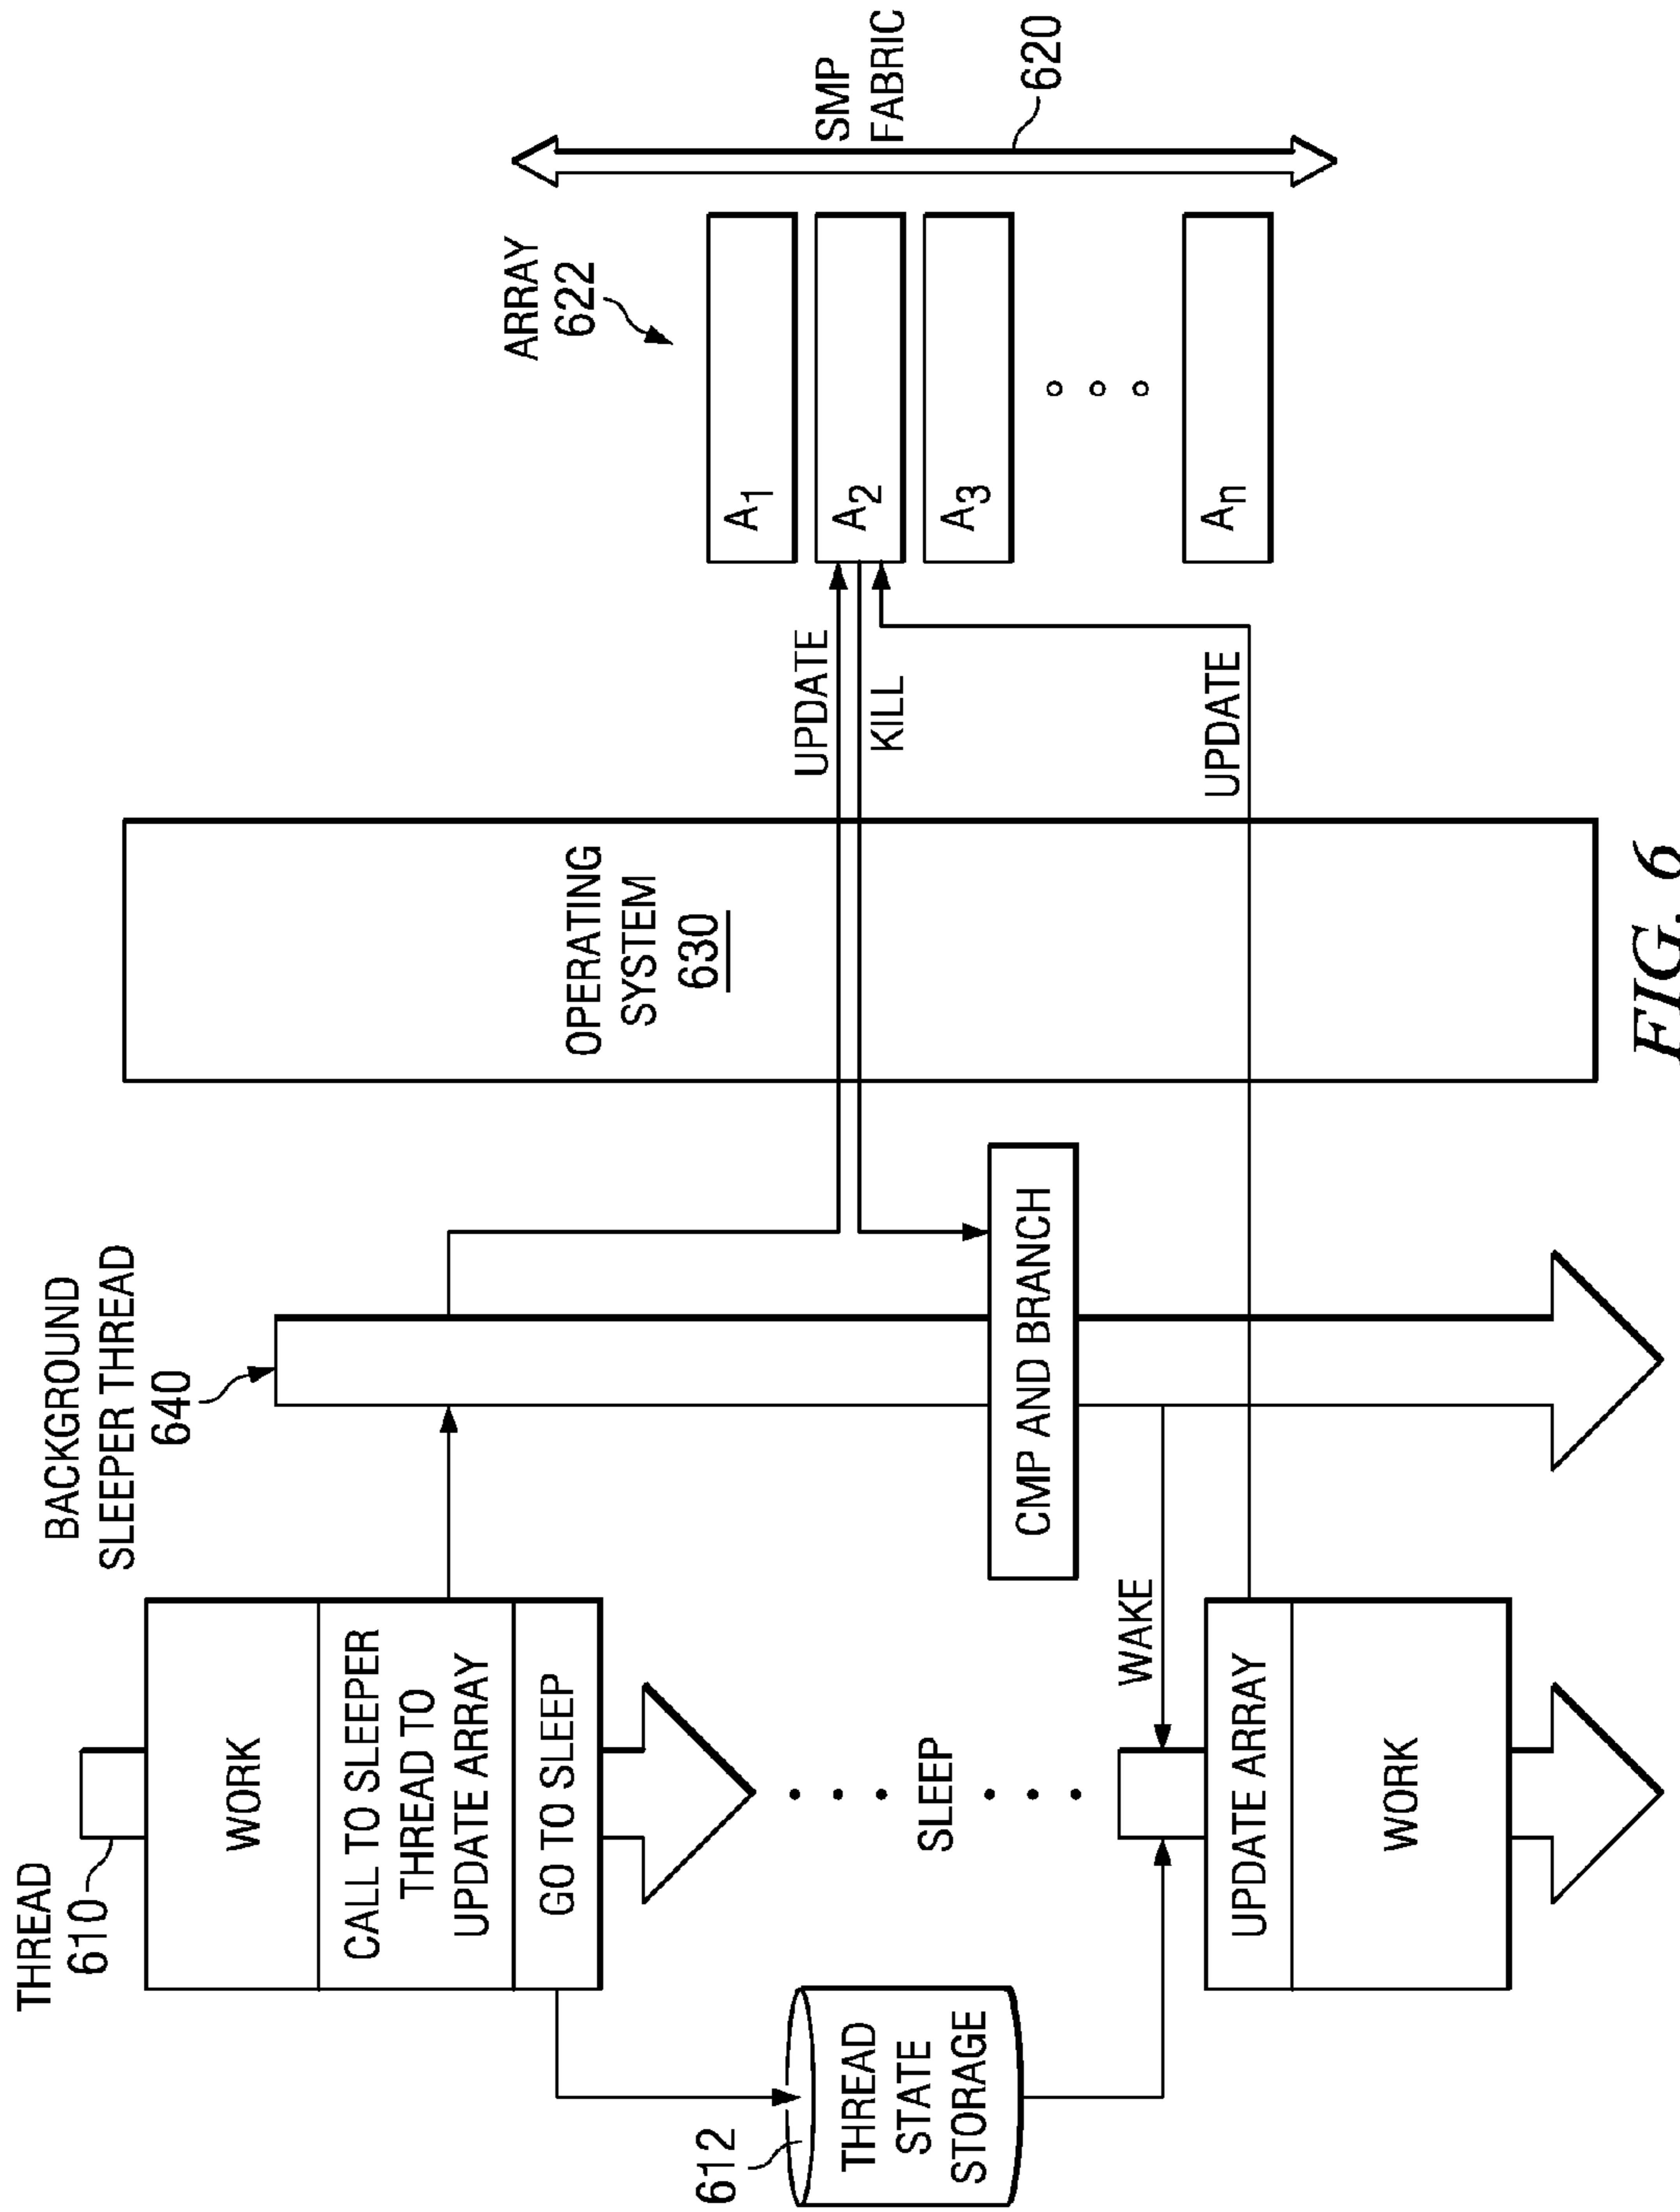 THREAD
610
WORK
CALL TO SLEEPER
THREAD TO
UPDATE ARRAY
GO TO SLEEP
612
THREAD
STATE
STORAGE
SLEEP
WAKE
UPDATE ARRAY
WORK
BACKGROUND
SLEEPER THREAD
640
CMP AND BRANCH
OPERATING
SYSTEM
630
UPDATE
KILL
UPDATE
ARRAY
622
A1
A2
A3
An
SMP
FABRIC
620
FIG. 6